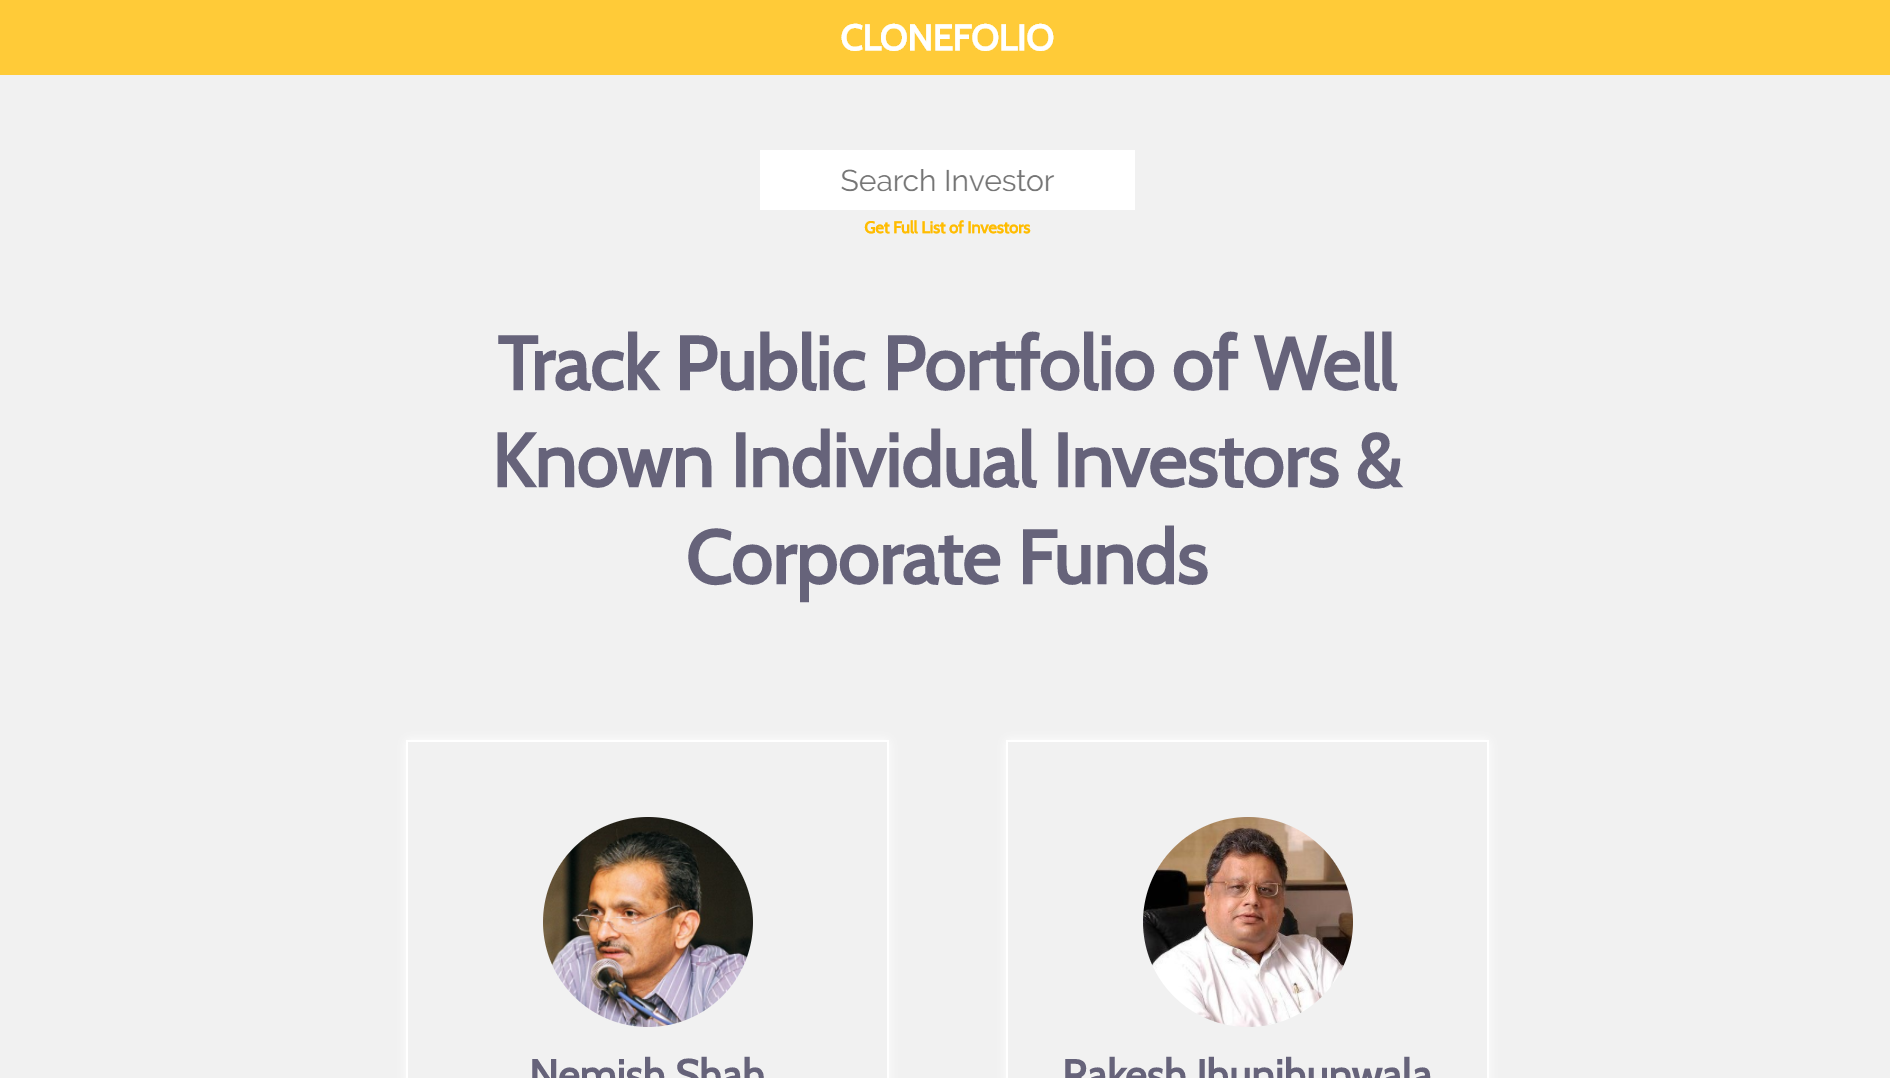 CLONEFOLIO
Search Investor
Get Full List of Investors
Track Public Portfolio of Well
Known Individual Investors &
Corporate Funds
Nemish Shah
Rakesh Jhunjhunwala